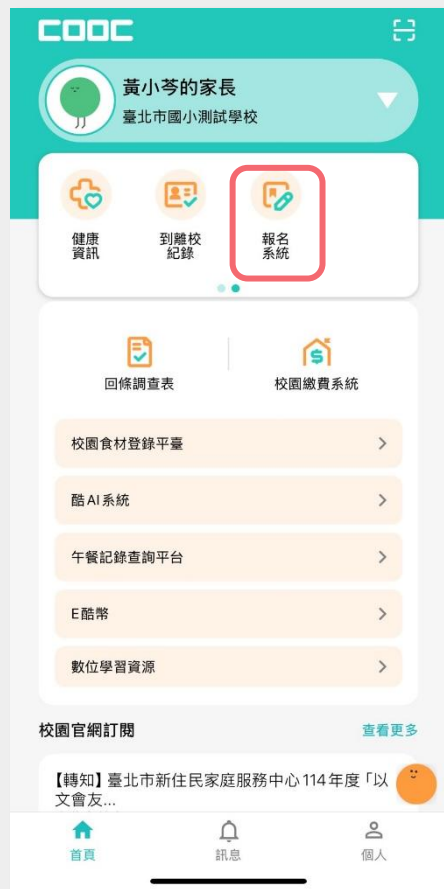 COOC
黃小芩的家長
臺北市國小測試學校
健康
資訊
到離校
紀錄
報名
系統
回條調查表
校園繳費系統
校園食材登錄平臺
酷AI系統
午餐記錄查詢平台
E酷幣
數位學習資源
校園官網訂閱
查看更多
【轉知】臺北市新住民家庭服務中心114年度「以
文會友...
首頁
訊息
個人